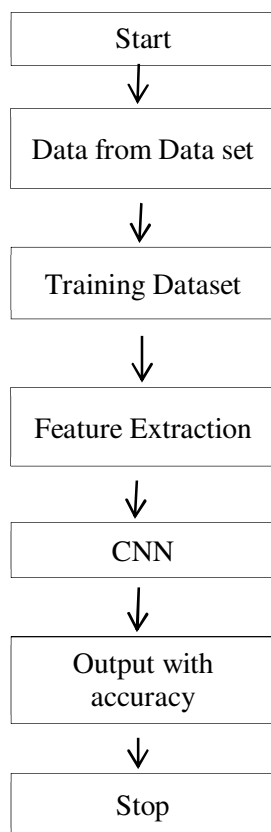 Start
Data from Data set
Training Dataset
Feature Extraction
CNN
Output with
accuracy
Stop